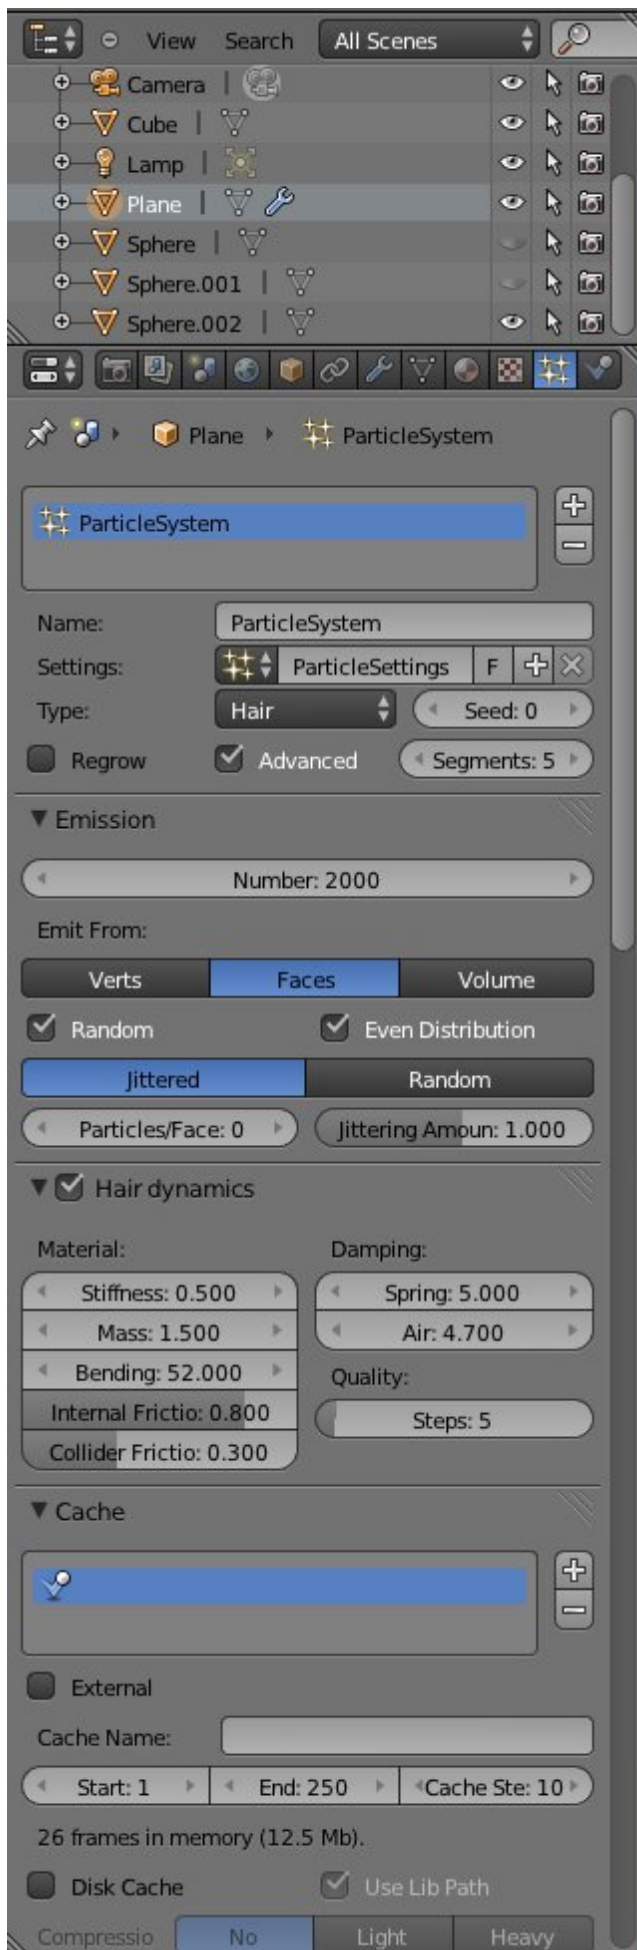 View Search All Scenes
Camera
Cube
Lamp
Plane
Sphere
Sphere.001
Sphere.002
Plane ParticleSystem
ParticleSystem
Name: ParticleSystem
Settings: ParticleSettings F
Type: Hair Seed: 0
Regrow Advanced Segments: 5
Emission
Number: 2000
Emit From:
Verts Faces Volume
Random Even Distribution
Jittered Random
Particles/Face: 0 Jittering Amoun: 1.000
Hair dynamics
Material: Damping:
Stiffness: 0.500 Spring: 5.000
Mass: 1.500 Air: 4.700
Bending: 52.000 Quality:
Internal Frictio: 0.800 Steps: 5
Collider Frictio: 0.300
Cache
External
Cache Name:
Start: 1 End: 250 Cache Ste: 10
26 frames in memory (12.5 Mb).
Disk Cache Use Lib Path
Compressio No Light Heavy